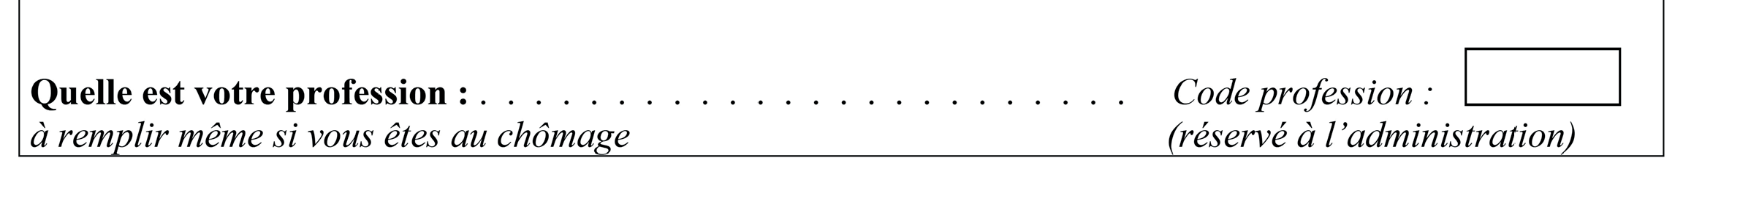 Quelle est votre profession : . . . . . . . . . . . . . . . . . . . . . . . . Code profession :
à remplir même si vous êtes au chômage (réservé à l’administration)